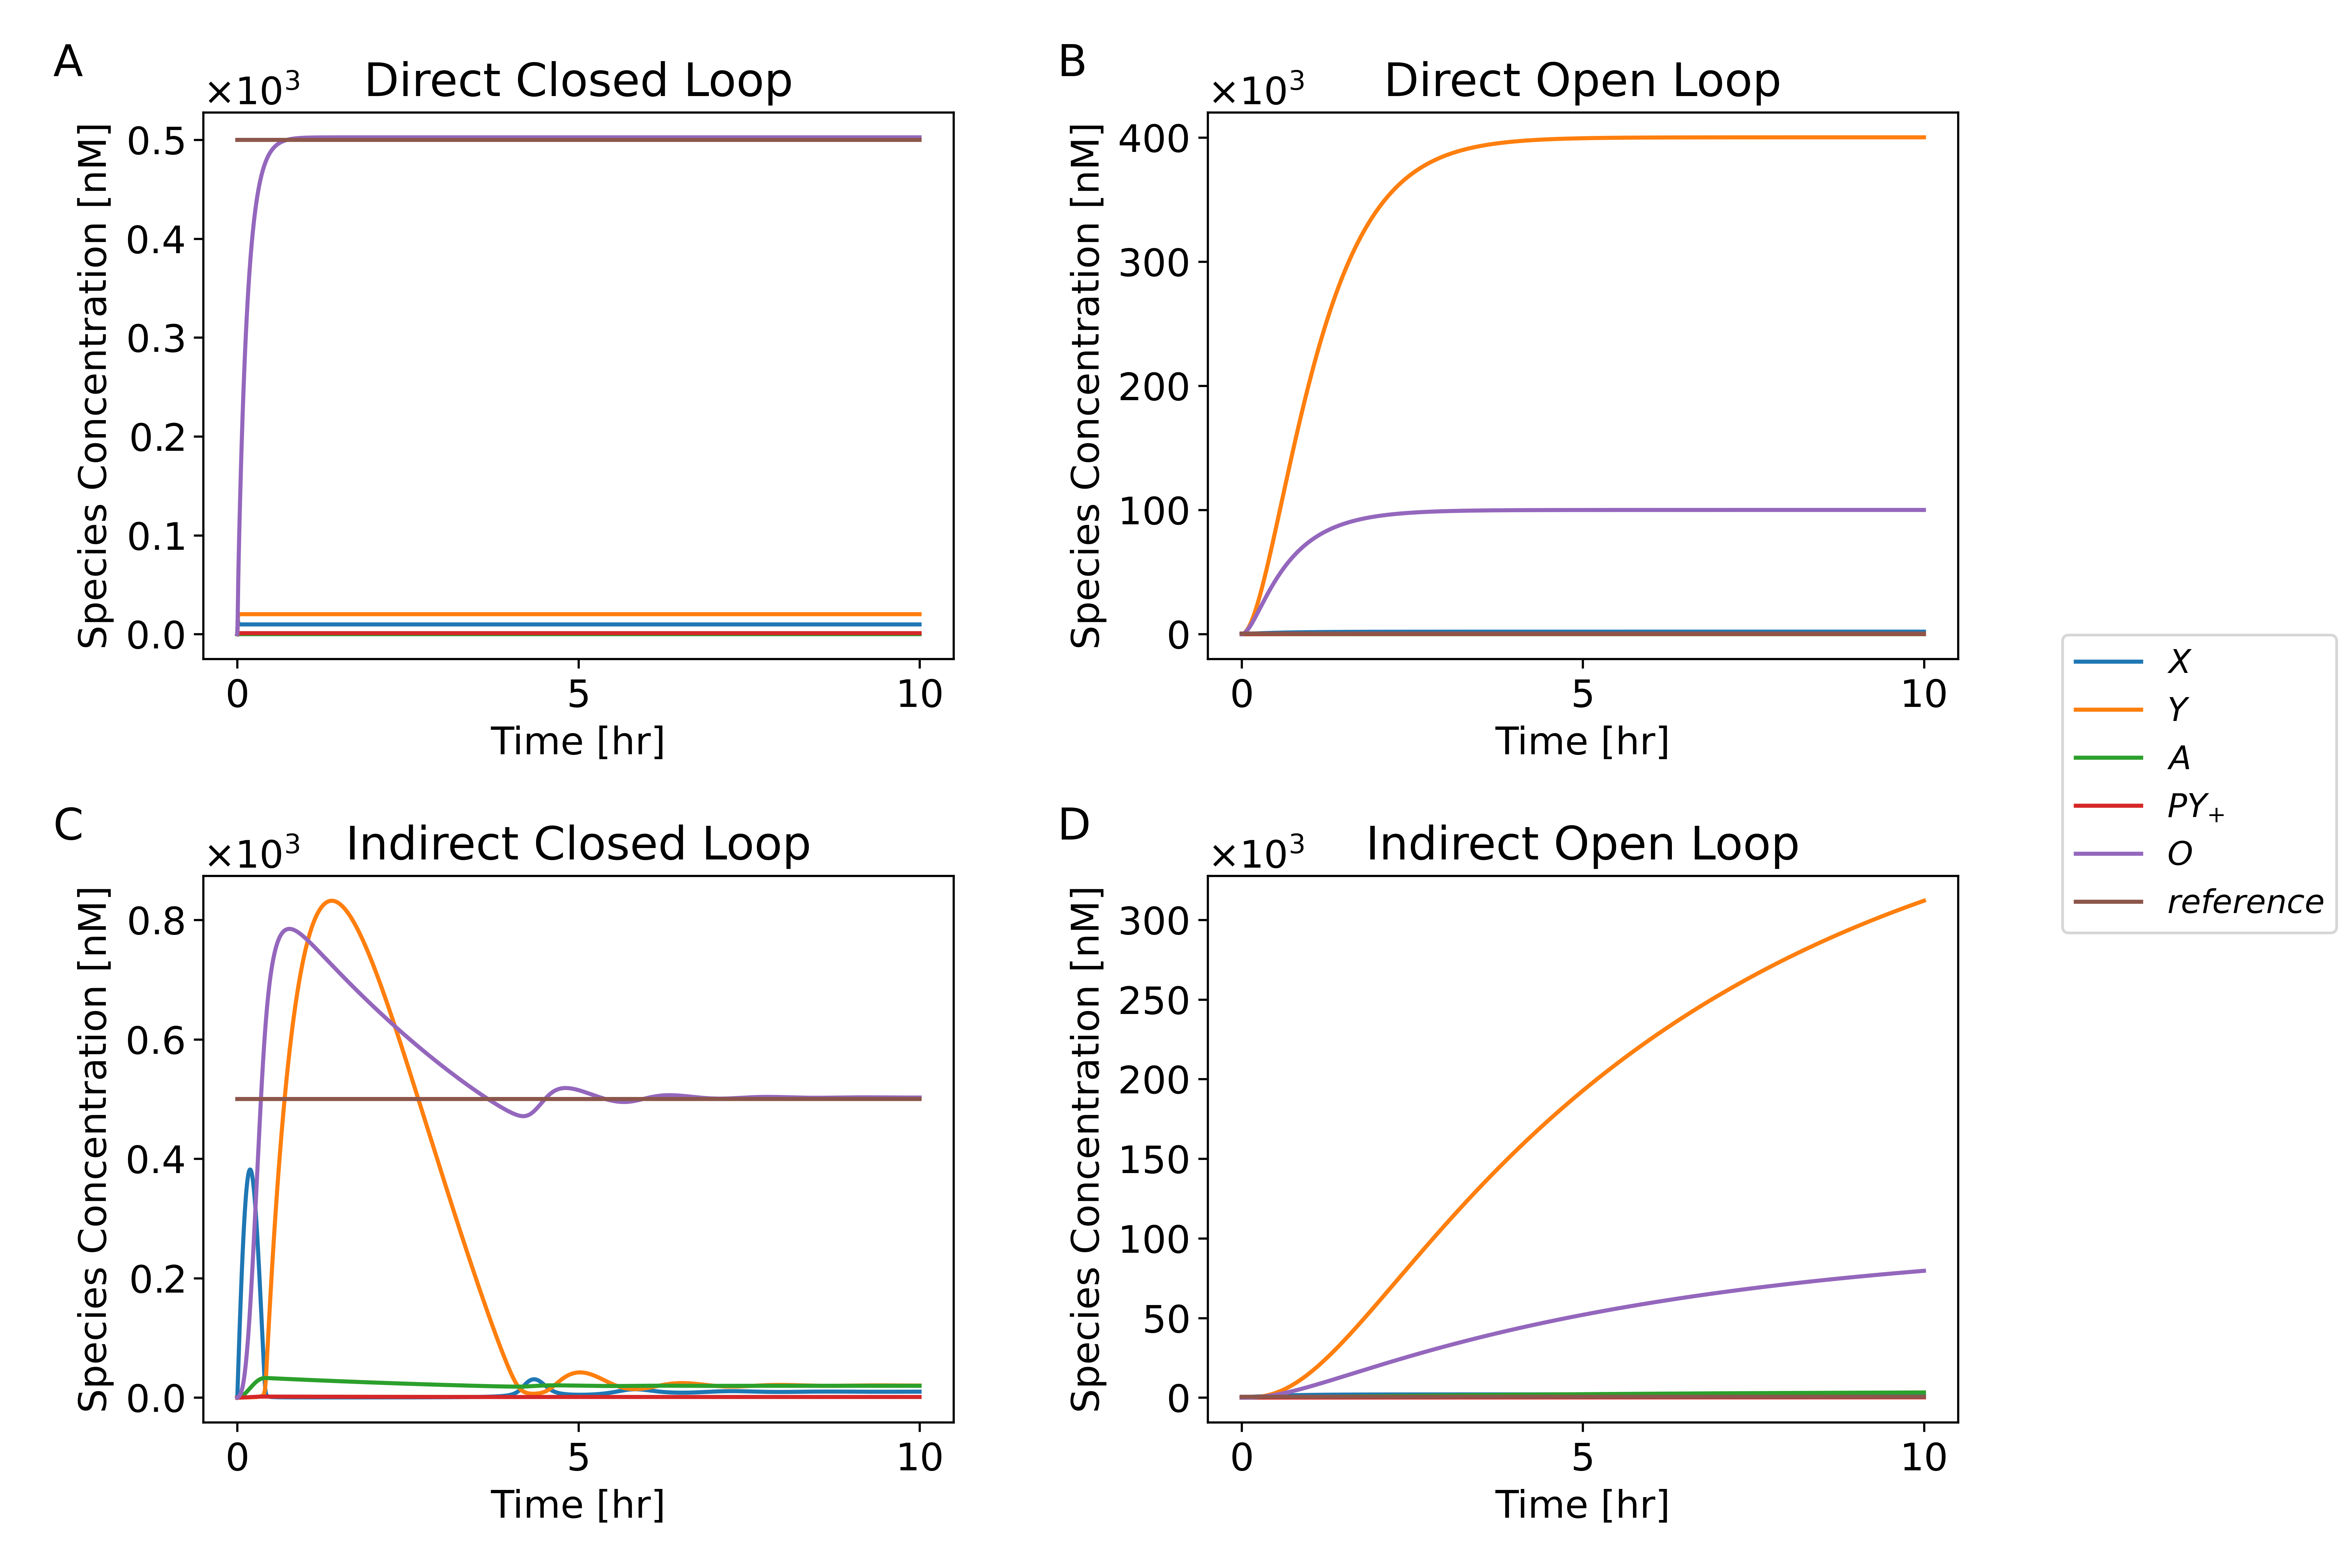 A
×10³
Direct Closed Loop
Species Concentration [nM]
0.5
0.4
0.3
0.2
0.1
0.0
0
5
10
Time [hr]
B
×10³
Direct Open Loop
Species Concentration [nM]
400
300
200
100
0
0
5
10
Time [hr]
C
×10³
Indirect Closed Loop
Species Concentration [nM]
0.8
0.6
0.4
0.2
0.0
0
5
10
Time [hr]
D
×10³
Indirect Open Loop
Species Concentration [nM]
300
250
200
150
100
50
0
0
5
10
Time [hr]
X
Y
A
PY₊
O
reference